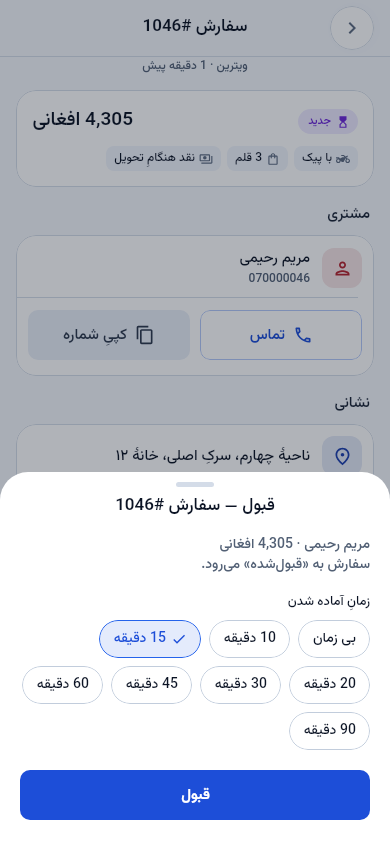 سفارش #1046
ویترین · 1 دقیقه پیش
جدید
4,305 افغانی
با پیک
3 قلم
نقد هنگام تحویل
مشتری
مریم رحیمی
070000046
تماس
کپیِ شماره
نشانی
ناحیهٔ چهارم، سرکِ اصلی، خانهٔ ۱۲
قبول — سفارش #1046
مریم رحیمی · 4,305 افغانی
سفارش به «قبول‌شده» می‌رود.
زمانِ آماده شدن
بی زمان
10 دقیقه
15 دقیقه
20 دقیقه
30 دقیقه
45 دقیقه
60 دقیقه
90 دقیقه
قبول